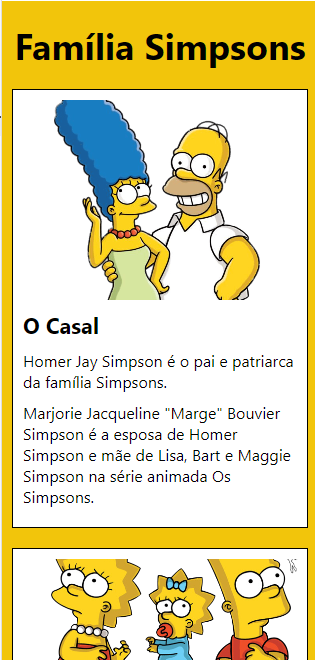 Família Simpsons
O Casal
Homer Jay Simpson é o pai e patriarca
da família Simpsons.
Marjorie Jacqueline "Marge" Bouvier
Simpson é a esposa de Homer
Simpson e mãe de Lisa, Bart e Maggie
Simpson na série animada Os
Simpsons.